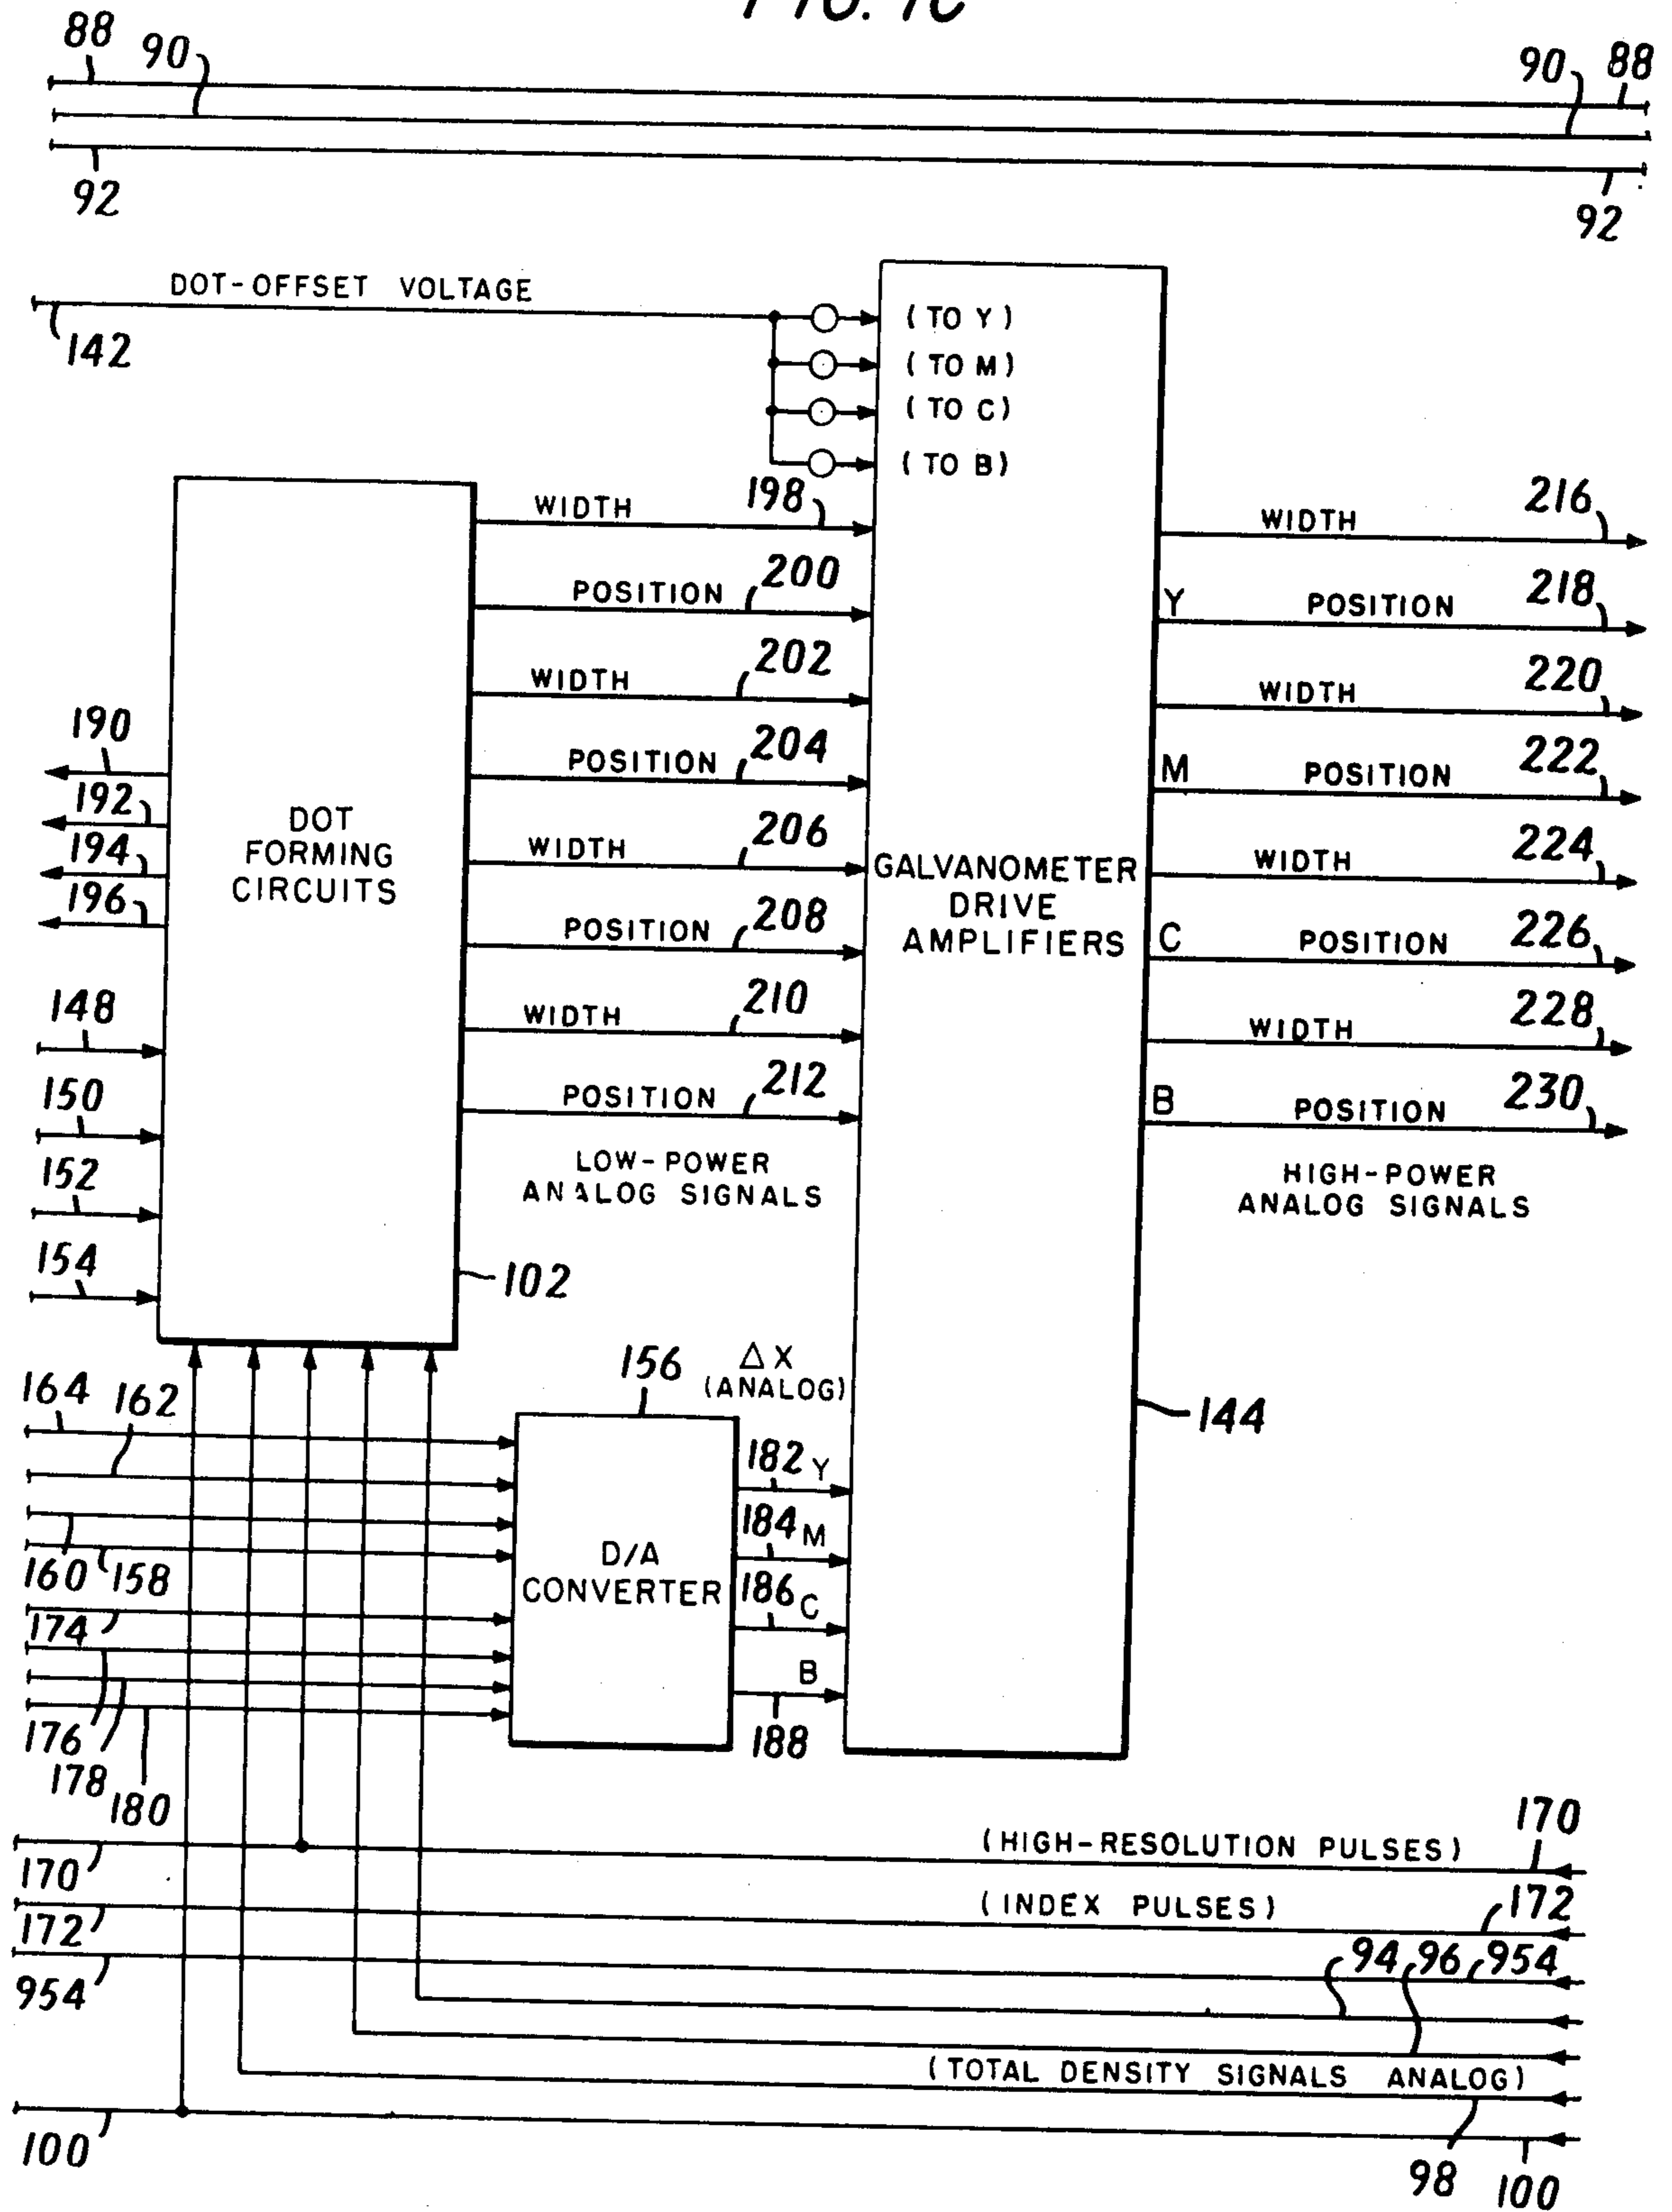 FIG. 1C
88 90 90 88
92 92
DOT-OFFSET VOLTAGE
142
(TO Y)
(TO M)
(TO C)
(TO B)
WIDTH 198
WIDTH 216
POSITION 200
Y POSITION 218
WIDTH 202
WIDTH 220
190
POSITION 204
M POSITION 222
192
194
196
DOT
FORMING
CIRCUITS
WIDTH 206
GALVANOMETER
DRIVE
AMPLIFIERS
WIDTH 224
POSITION 208
C POSITION 226
148
WIDTH 210
WIDTH 228
150
POSITION 212
B POSITION 230
152
LOW-POWER
ANALOG SIGNALS
HIGH-POWER
ANALOG SIGNALS
154
102
156
ΔX
(ANALOG)
144
164 162
182 Y
184 M
160 158
D/A
CONVERTER
186 C
174
B
188
176
178
180
(HIGH-RESOLUTION PULSES) 170
170
(INDEX PULSES) 172
172
94 96 954
954
(TOTAL DENSITY SIGNALS ANALOG)
100
98 100